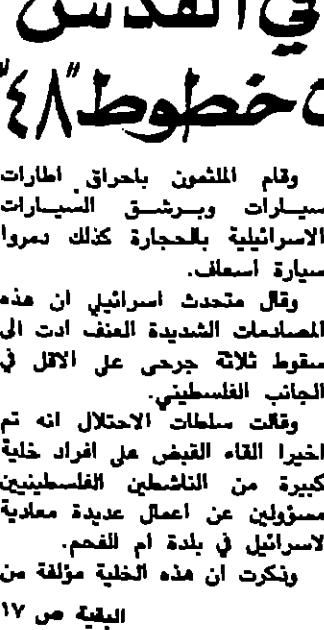 في القدس
خطوط "٤٨"
وقام الملثمون باحراق اطارات
سيارات وبرشق السيارات
الاسرائيلية بالحجارة كذلك دمروا
سيارة اسعاف.
وقال متحدث اسرائيلي ان هذه
المصادمات الشديدة العنف ادت الى
سقوط ثلاثة جرحى على الاقل في
الجانب الفلسطيني.
وقالت سلطات الاحتلال انه تم
اخيرا القاء القبض على افراد خلية
كبيرة من الناشطين الفلسطينيين
مسؤولين عن اعمال عديدة معادية
لاسرائيل في بلدة ام الفحم.
وذكرت ان هذه الخلية مؤلفة من
البقية ص ١٧